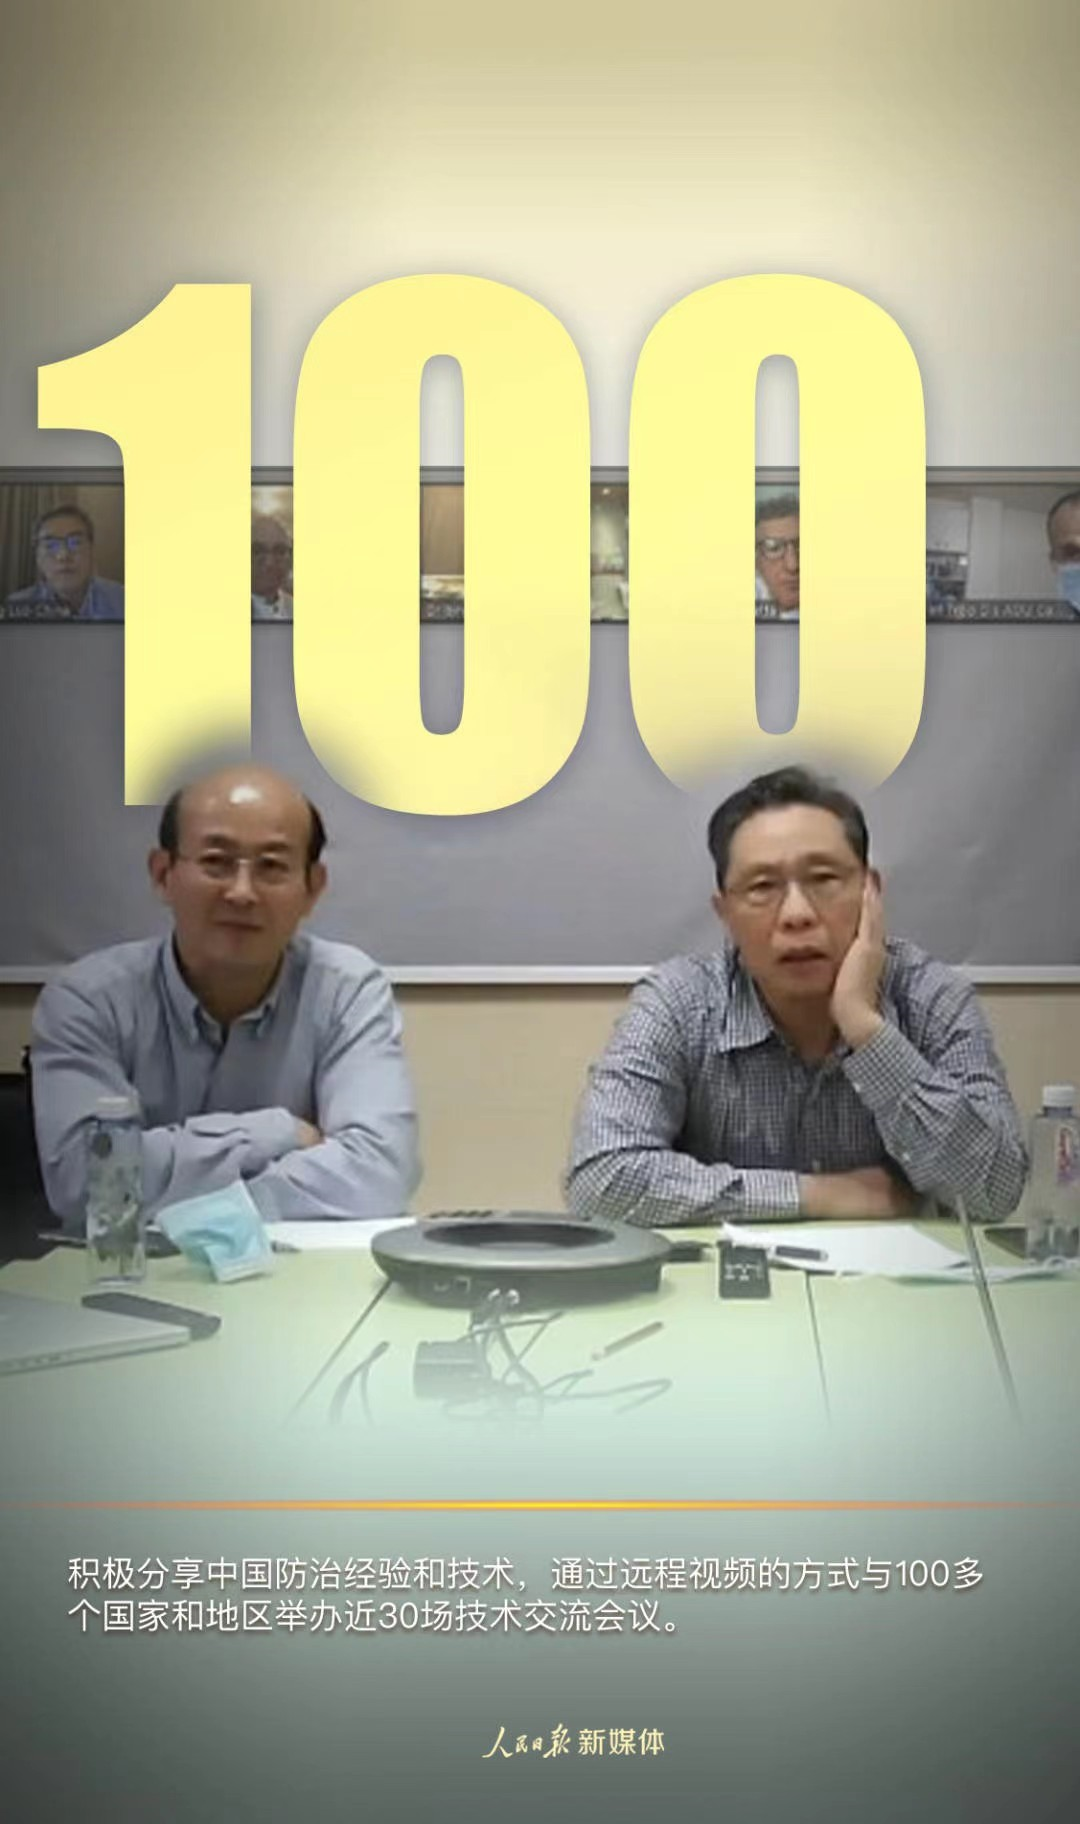 100
积极分享中国防治经验和技术，通过远程视频的方式与100多
个国家和地区举办近30场技术交流会议。
人民日报 新媒体